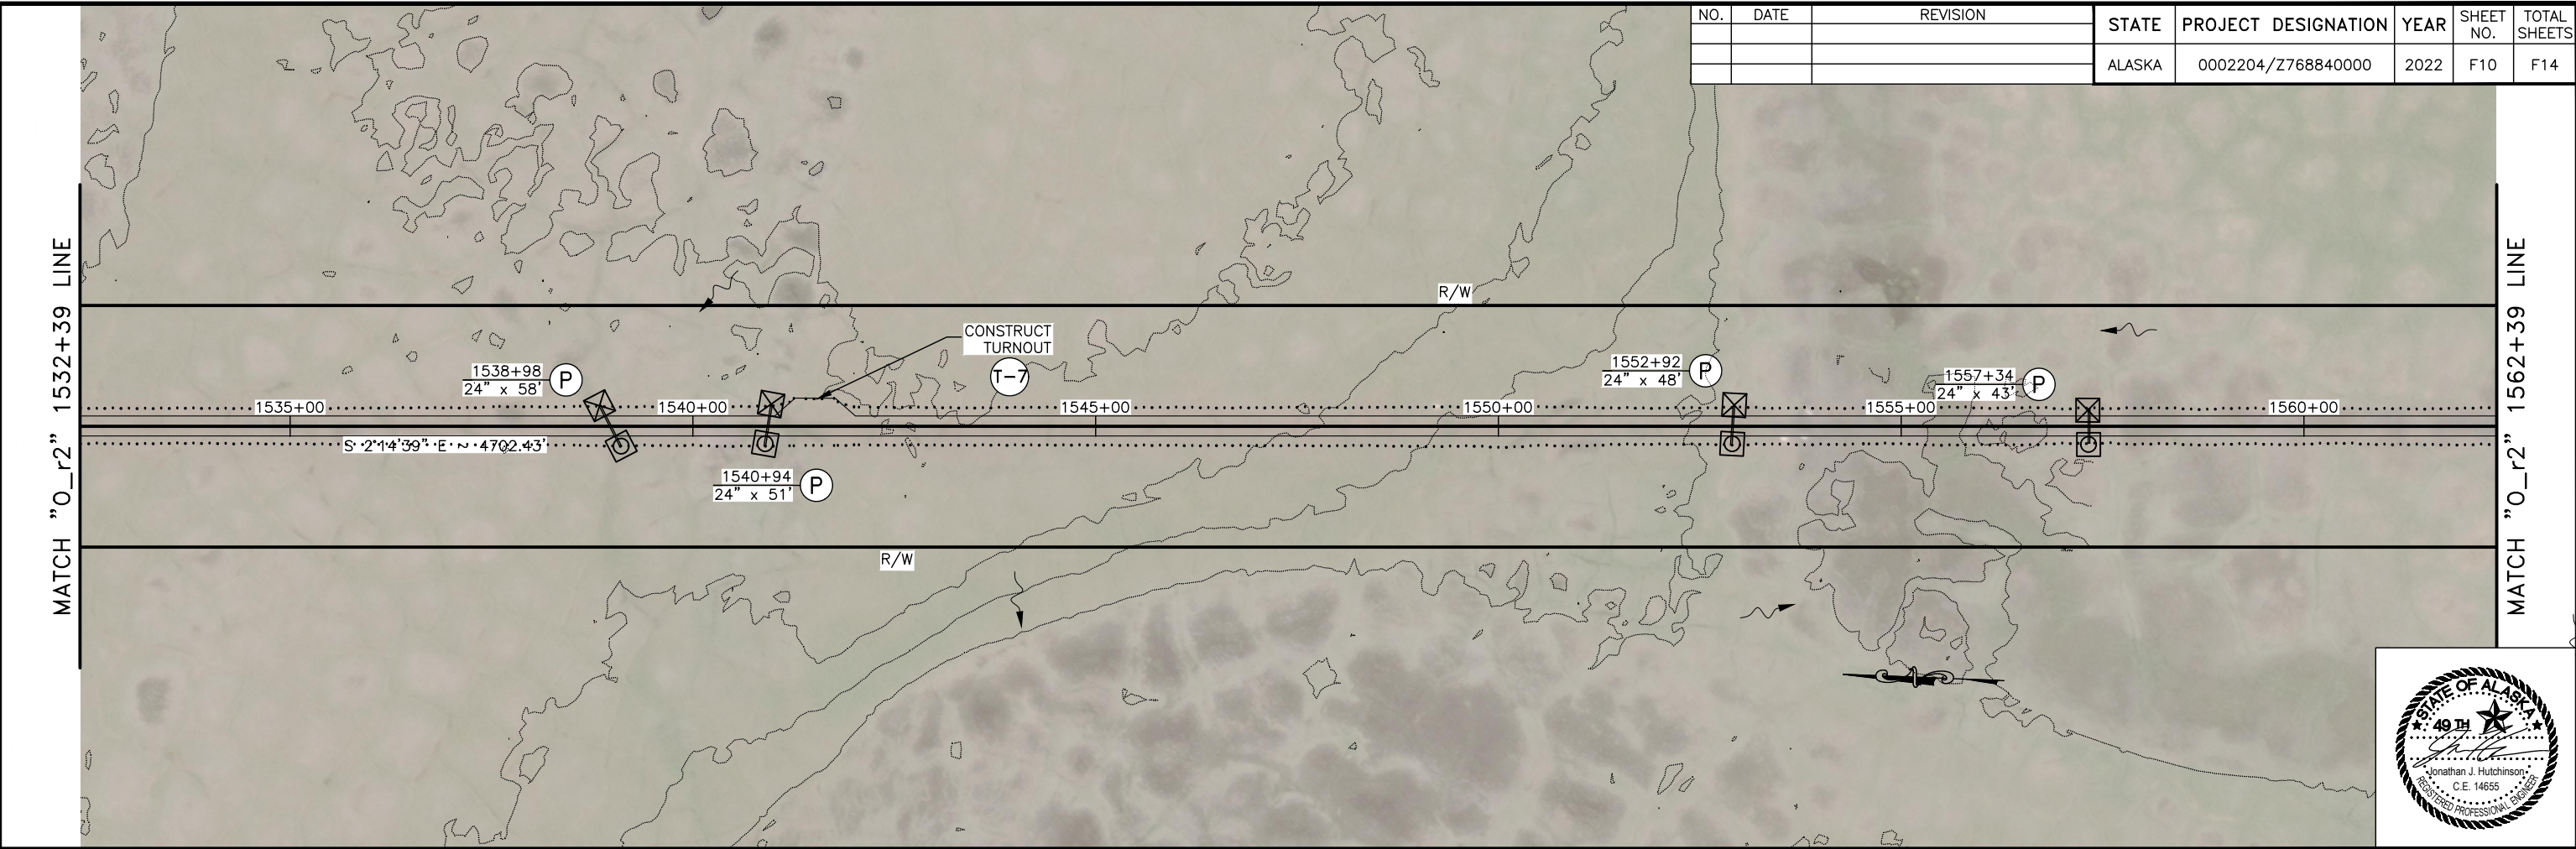 NO. DATE REVISION
STATE PROJECT DESIGNATION YEAR SHEET NO. TOTAL SHEETS
ALASKA 0002204/Z768840000 2022 F10 F14
MATCH "O_r2" 1532+39 LINE
R/W
CONSTRUCT
TURNOUT
T-7
1538+98
24" x 58'
P
1552+92
24" x 48'
P
1557+34
24" x 43'
P
1535+00 1540+00 1545+00 1550+00 1555+00 1560+00
S 2°14'39" E ~ 4702.43'
1540+94
24" x 51'
P
R/W
MATCH "O_r2" 1562+39 LINE
STATE OF ALASKA
49 TH
Jonathan J. Hutchinson
C.E. 14655
REGISTERED PROFESSIONAL ENGINEER